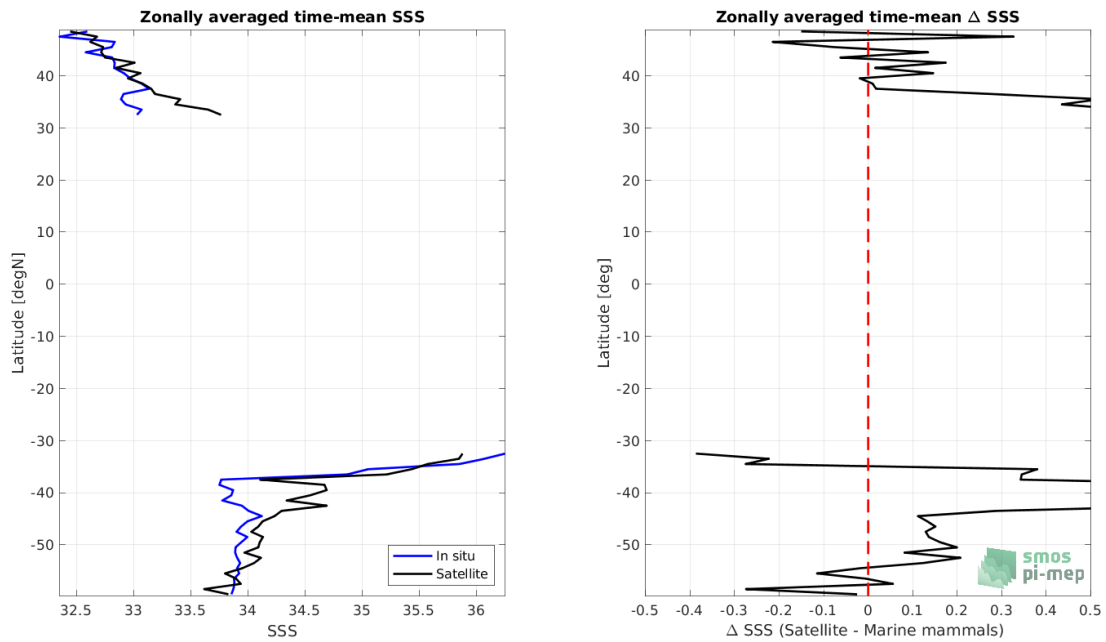 Zonally averaged time-mean SSS
40
30
20
10
0
-10
-20
-30
-40
-50
Latitude [degN]
In situ
Satellite
32.5 33 33.5 34 34.5 35 35.5 36
SSS
Zonally averaged time-mean Δ SSS
40
30
20
10
0
-10
-20
-30
-40
-50
Latitude [deg]
smos
pi-mep
-0.5 -0.4 -0.3 -0.2 -0.1 0 0.1 0.2 0.3 0.4 0.5
Δ SSS (Satellite - Marine mammals)